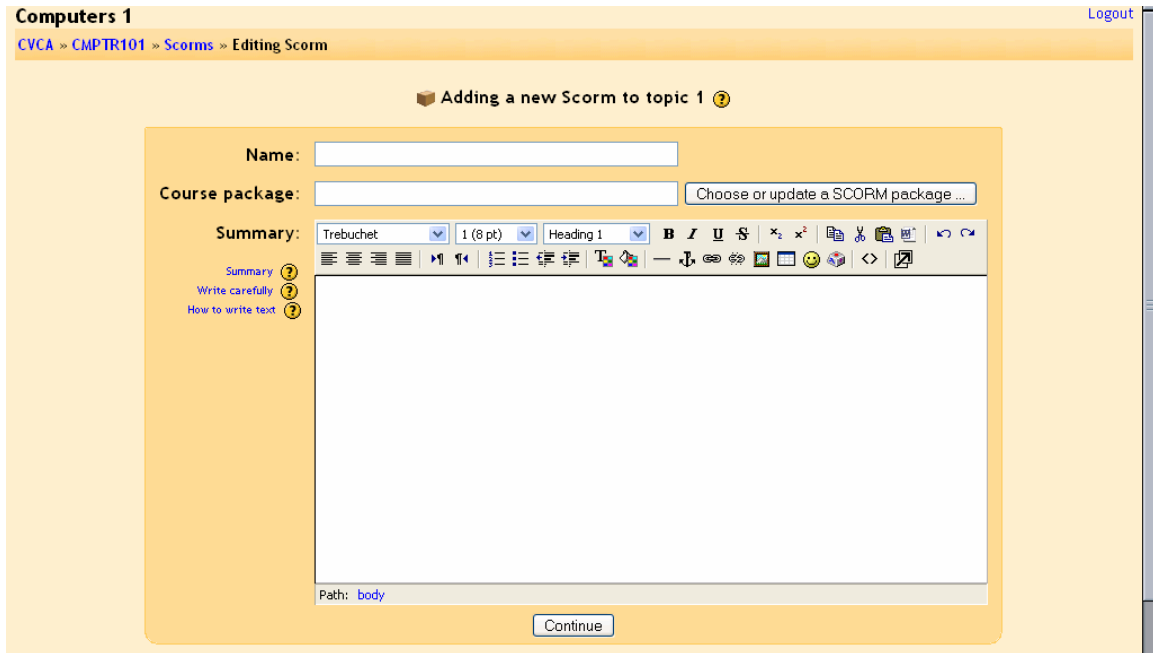 Computers 1
Logout
CVCA » CMPTR101 » Scorms » Editing Scorm
Adding a new Scorm to topic 1 ?
Name:
Course package: Choose or update a SCORM package ...
Summary: Trebuchet 1 (8 pt) Heading 1 B I U S x₂ x²
Summary ?
Write carefully ?
How to write text ?
Path: body
Continue